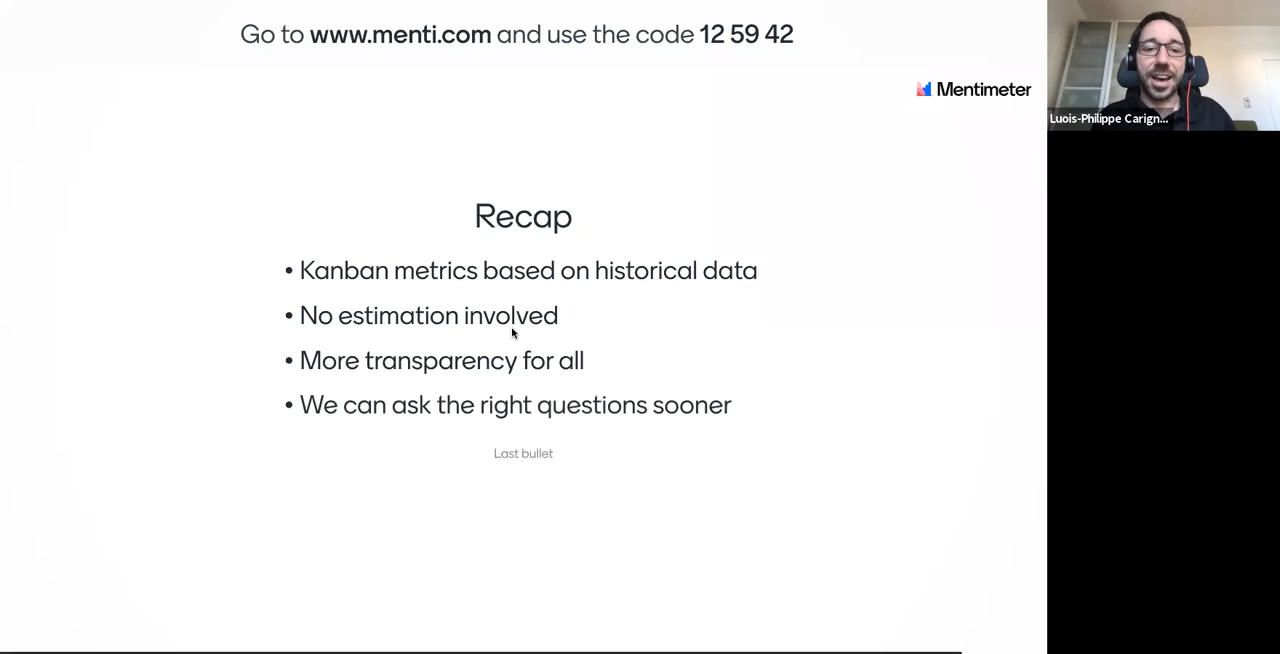 Go to www.menti.com and use the code 12 59 42
Mentimeter
Luois-Philippe Carign...
Recap
• Kanban metrics based on historical data
• No estimation involved
• More transparency for all
• We can ask the right questions sooner
Last bullet